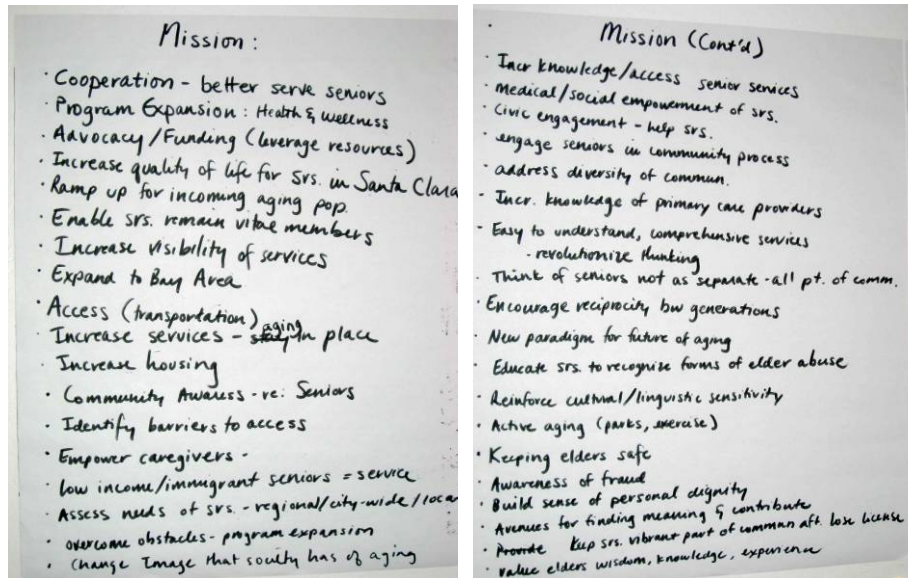 Mission :
· Cooperation - better serve seniors
· Program Expansion : Health & Wellness
· Advocacy/Funding (leverage resources)
· Increase quality of life for Srs. in Santa Clara
· Ramp up for incoming aging pop.
· Enable srs. remain vital members
· Increase visibility of services
· Expand to Bay Area
Access (transportation)
· Increase services - aging in place
· Increase housing
· Community Awarness - re: Seniors
· Identify barriers to access
· Empower caregivers -
· low income/immigrant seniors = service
· Assess needs of srs. - regional/city-wide/loca
· overcome obstacles - program expansion
· Change Image that society has of aging
Mission (Cont'd)
· Incr knowledge/access senior services
· Medical/social empowerment of srs.
· Civic engagement - help srs.
· engage seniors in community process
· address diversity of commun.
- Incr. knowledge of primary care providers
- Easy to understand, comprehensive services
- revolutionize thinking
- Think of seniors not as separate - all pt. of comm.
· Encourage reciprocity bw generations
· New paradigm for future of aging
· Educate srs. to recognize forms of elder abuse
· Reinforce cultural/linguistic sensitivity
· Active aging (parks, exercise)
· Keeping elders safe
· Awareness of fraud
· Build sense of personal dignity
· Avenues for finding meaning & contribute
· Provide Keep srs. vibrant part of commun aft. lose license
· value elders wisdom, knowledge, experience